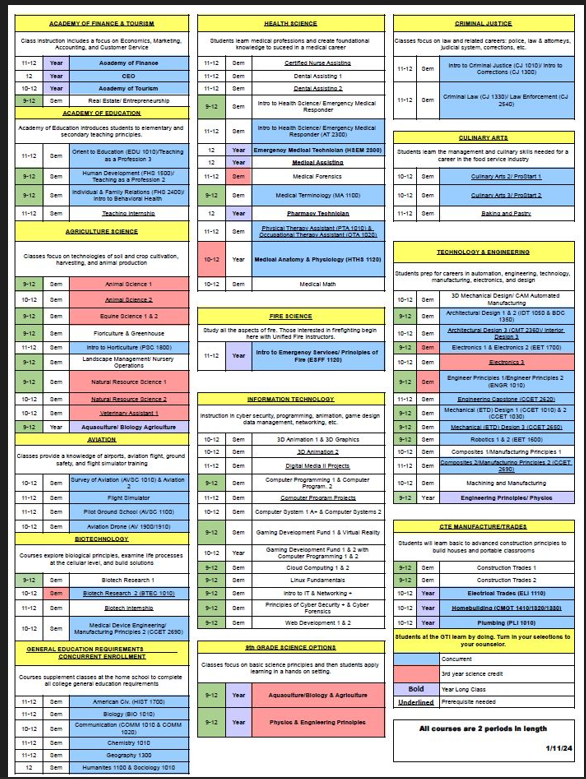 ACADEMY OF FINANCE & TOURISM
Class instruction includes a focus on Economics, Marketing,
Accounting, and Customer Service
11-12 Year Academy of Finance
12 Year CEO
10-12 Year Academy of Tourism
9-12 Sem Real Estate/ Entrepreneurship
ACADEMY OF EDUCATION
Academy of Education introduces students to elementary and
secondary teaching principles.
11-12 Sem Orient to Education (EDU 1010)/Teaching
as a Profession 3
9-12 Sem Human Development (FHS 1500)/
Teaching as a Profession 2
9-12 Sem Individual & Family Relations (FHS 2400)/
Intro to Behavioral Health
11-12 Sem Teaching Internship
AGRICULTURE SCIENCE
Classes focus on technologies of soil and crop cultivation,
harvesting, and animal production
9-12 Sem Animal Science 1
10-12 Sem Animal Science 2
9-12 Sem Equine Science 1 & 2
9-12 Sem Floriculture & Greenhouse
11-12 Sem Intro to Horticulture (PSC 1800)
9-12 Sem Landscape Management/ Nursery
Operations
9-12 Sem Natural Resource Science 1
10-12 Sem Natural Resource Science 2
10-12 Sem Veterinary Assistant 1
9-12 Year Aquaculture/ Biology Agriculture
AVIATION
Classes provide a knowledge of airports, aviation flight, ground
safety, and flight simulator training
10-12 Sem Survey of Aviation (AVSC 1010) & Aviation
2
11-12 Sem Flight Simulator
11-12 Sem Pilot Ground School (AVSC 1100)
10-12 Sem Aviation Drone (AV 1900/1910)
BIOTECHNOLOGY
Courses explore biological principles, examine life processes
at the cellular level, and build solutions
9-12 Sem Biotech Research 1
10-12 Sem Biotech Research 2 (BTEC 1010)
11-12 Sem Biotech Internship
10-12 Sem Medical Device Engineering/
Manufacturing Principles 2 (CCET 2690)
GENERAL EDUCATION REQUIREMENTS
CONCURRENT ENROLLMENT
Courses supplement classes at the home school to complete
all college general education requirements
11-12 Sem American Civ. (HIST 1700)
11-12 Sem Biology (BIO 1010)
10-12 Sem Communication (COMM 1010 & COMM
1020)
11-12 Sem Chemistry 1010
11-12 Sem Geography 1300
12 Sem Humanites 1100 & Sociology 1010
HEALTH SCIENCE
Students learn medical professions and create foundational
knowledge to suceed in a medical career
11-12 Sem Certified Nurse Assisting
11-12 Sem Dental Assisting 1
11-12 Sem Dental Assisting 2
9-12 Sem Intro to Health Science/ Emergency Medical
Responder
11-12 Sem Intro to Health Science/ Emergency Medical
Responder (AT 2300)
12 Year Emergency Medical Technician (HSEM 2300)
12 Year Medical Assisting
11-12 Sem Medical Forensics
9-12 Sem Medical Terminology (MA 1100)
12 Year Pharmacy Technician
11-12 Sem Physical Therapy Assistant (PTA 1010) &
Occupational Therapy Assistant (OTA 1020)
10-12 Year Medical Anatomy & Physiology (HTHS 1120)
10-12 Sem Medical Math
FIRE SCIENCE
Study all the aspects of fire. Those interested in firefighting begin
here with Unified Fire Instructors.
11-12 Year Intro to Emergency Services/ Principles of
Fire (ESFF 1120)
INFORMATION TECHNOLOGY
Instruction in cyber security, programming, animation, game design
data management, networking, etc.
10-12 Sem 3D Animation 1 & 3D Graphics
10-12 Sem 3D Animation 2
11-12 Sem Digital Media II Projects
9-12 Sem Computer Programming 1 & Computer
Program. 2
11-12 Sem Computer Program Projects
10-12 Sem Computer System 1 A+ & Computer Systems 2
9-12 Sem Gaming Development Fund 1 & Virtual Reality
10-12 Year Gaming Development Fund 1 & 2 with
Computer Programming 1 & 2
9-12 Sem Cloud Computing 1 & 2
9-12 Sem Linux Fundamentals
9-12 Sem Intro to IT & Networking +
9-12 Sem Principles of Cyber Security + & Cyber
Forensics
9-12 Sem Web Development 1 & 2
9th GRADE SCIENCE OPTIONS
Classes focus on basic science principles and then students apply
learning in a hands on setting.
9-12 Year Aquaculture/Biology & Agriculture
9-12 Year Physics & Engineering Principles
CRIMINAL JUSTICE
Classes focus on law and related careers: police, law & attorneys,
judicial system, corrections, etc.
11-12 Sem Intro to Criminal Justice (CJ 1010)/ Intro to
Corrections (CJ 1300)
11-12 Sem Criminal Law (CJ 1330)/ Law Enforcement (CJ
2640)
CULINARY ARTS
Students learn the management and culinary skills needed for a
career in the food service industry
10-12 Sem Culinary Arts 2/ ProStart 1
10-12 Sem Culinary Arts 3/ ProStart 2
11-12 Sem Baking and Pastry
TECHNOLOGY & ENGINEERING
Students prep for careers in automation, engineering, technology,
manufacturing, electronics, and design
10-12 Sem 3D Mechanical Design/ CAM Automated
Manufacturing
9-12 Sem Architectural Design 1 & 2 (IDT 1050 & BDC
1350)
10-12 Sem Architectural Design 3 (CMT 2360)/ Interior
Design 3
9-12 Sem Electronics 1 & Electronics 2 (EET 1700)
10-12 Sem Electronics 3
9-12 Sem Engineer Principles 1/Engineer Principles 2
(ENGR 1010)
11-12 Sem Engineering Capstone (CCET 2620)
9-12 Sem Mechanical (ETD) Design 1 (CCET 1010) & 2
(CCET 1030)
9-12 Sem Mechanical (ETD) Design 3 (CCET 2650)
9-12 Sem Robotics 1 & 2 (EET 1600)
10-12 Sem Composites 1/Manufacturing Principles 1
11-12 Sem Composites 2/Manufacturing Principles 2 (CCET
2690)
10-12 Sem Machining and Manufacturing
9-12 Year Engineering Principles/ Physics
CTE MANUFACTURE/TRADES
Students will learn basic to advanced construction principles to
build houses and portable classrooms
9-12 Sem Construction Trades 1
9-12 Sem Construction Trades 2
10-12 Year Electrical Trades (ELI 1110)
10-12 Year Homebuilding (CMGT 1410/1320/1330)
10-12 Year Plumbing (PLI 1010)
Students at the GTI learn by doing. Turn in your selections to
your counselor.
Concurrent
3rd year science credit
Bold Year Long Class
Underlined Prerequisite needed
All courses are 2 periods in length
1/11/24